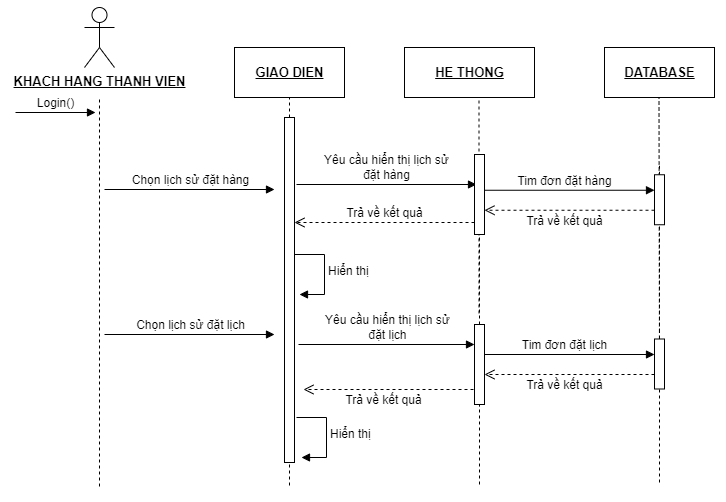 KHACH HANG THANH VIEN
GIAO DIEN
HE THONG
DATABASE
Login()
Chọn lịch sử đặt hàng
Yêu cầu hiển thị lịch sử
đặt hàng
Tìm đơn đặt hàng
Trả về kết quả
Trả về kết quả
Hiển thị
Chọn lịch sử đặt lịch
Yêu cầu hiển thị lịch sử
đặt lịch
Tìm đơn đặt lịch
Trả về kết quả
Trả về kết quả
Hiển thị